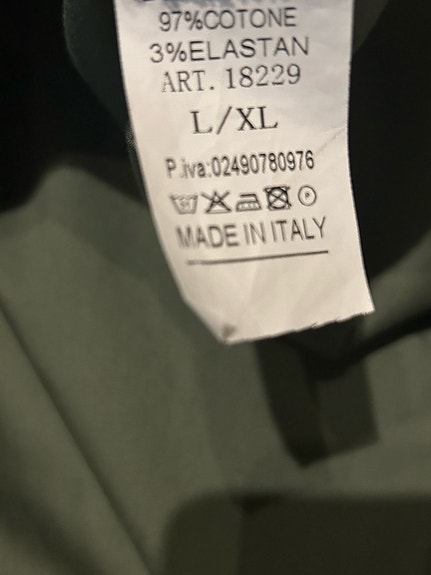 97%COTONE
3%ELASTAN
ART. 18229
L/XL
P.iva:02490780976
MADE IN ITALY